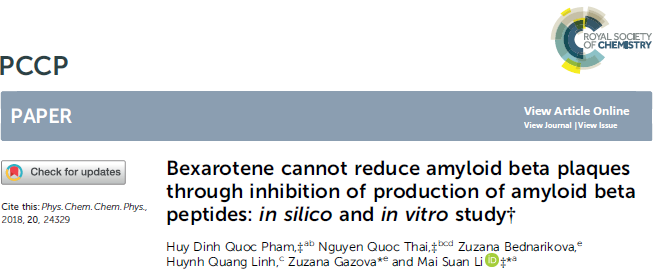 ROYAL SOCIETY
OF CHEMISTRY
PCCP
PAPER
View Article Online
View Journal | View Issue
Check for updates
Cite this: Phys. Chem. Chem. Phys.,
2018, 20, 24329
Bexarotene cannot reduce amyloid beta plaques
through inhibition of production of amyloid beta
peptides: in silico and in vitro study†
Huy Dinh Quoc Pham,‡ab Nguyen Quoc Thai,‡bcd Zuzana Bednarikova,e
Huynh Quang Linh,c Zuzana Gazova*e and Mai Suan Li iD ‡*a